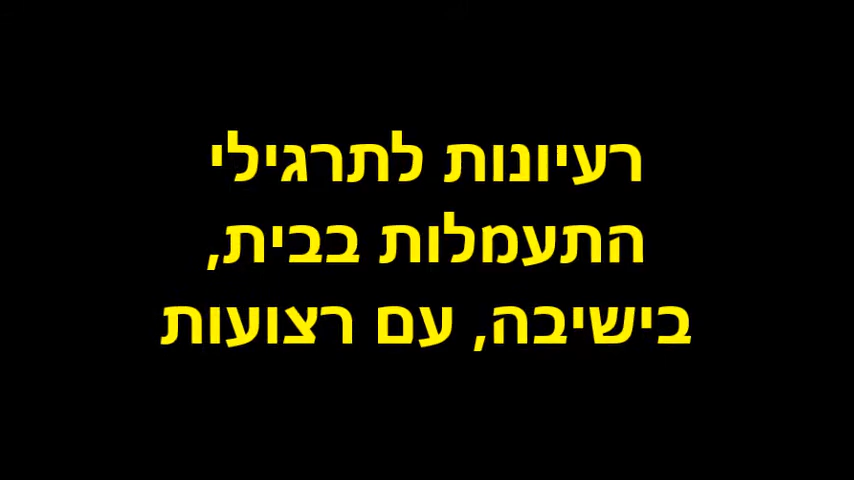 רעיונות לתרגילי
התעמלות בבית,
בישיבה, עם רצועות